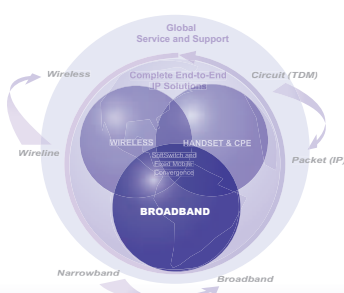 Global
Service and Support
Complete End-to-End
IP Solutions
Wireless
Circuit (TDM)
WIRELESS
HANDSET & CPE
Wireline
SoftSwitch and
Fixed Mobile
Convergence
Packet (IP)
BROADBAND
Narrowband
Broadband